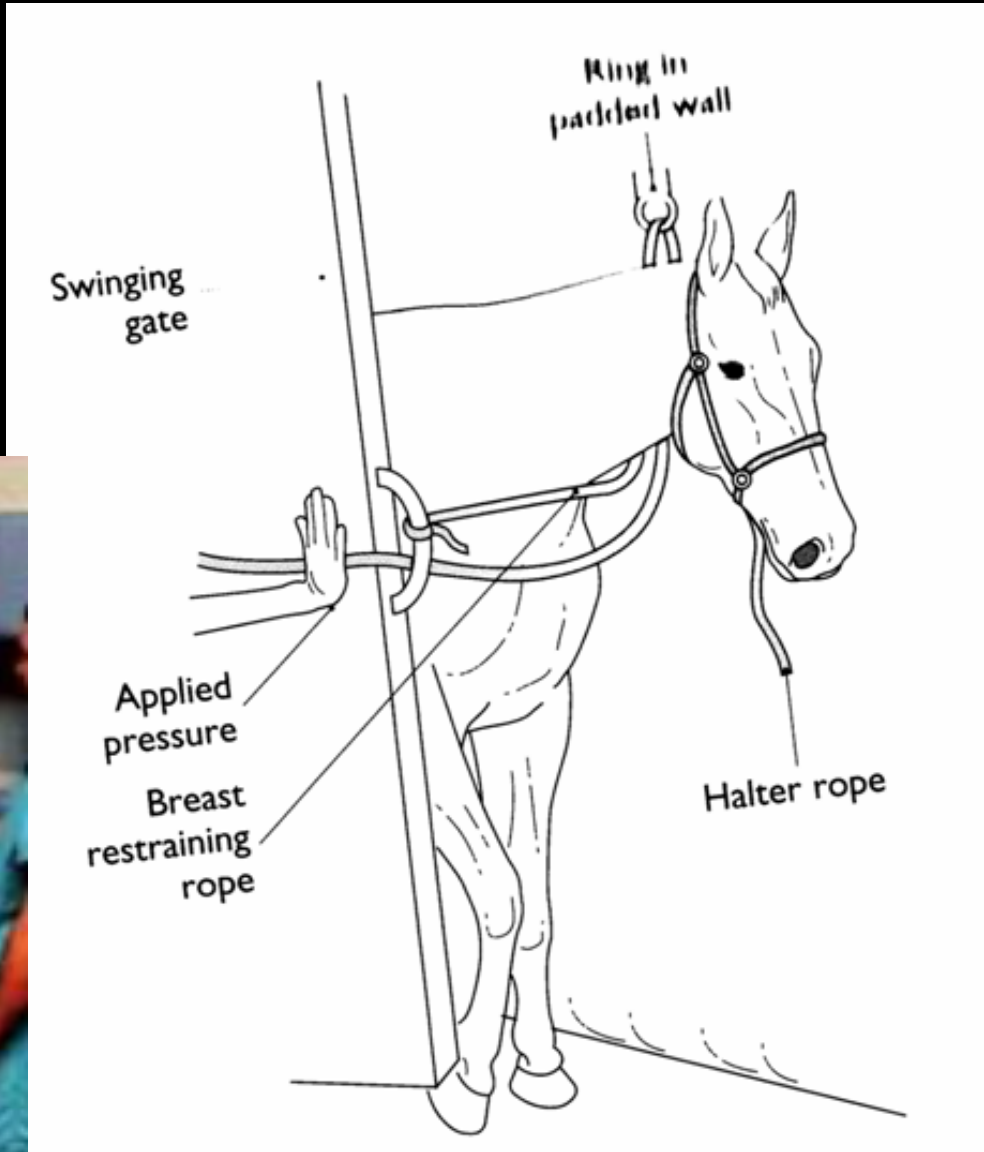 Ring in
padded wall
Swinging
gate
Applied
pressure
Breast
restraining
rope
Halter rope